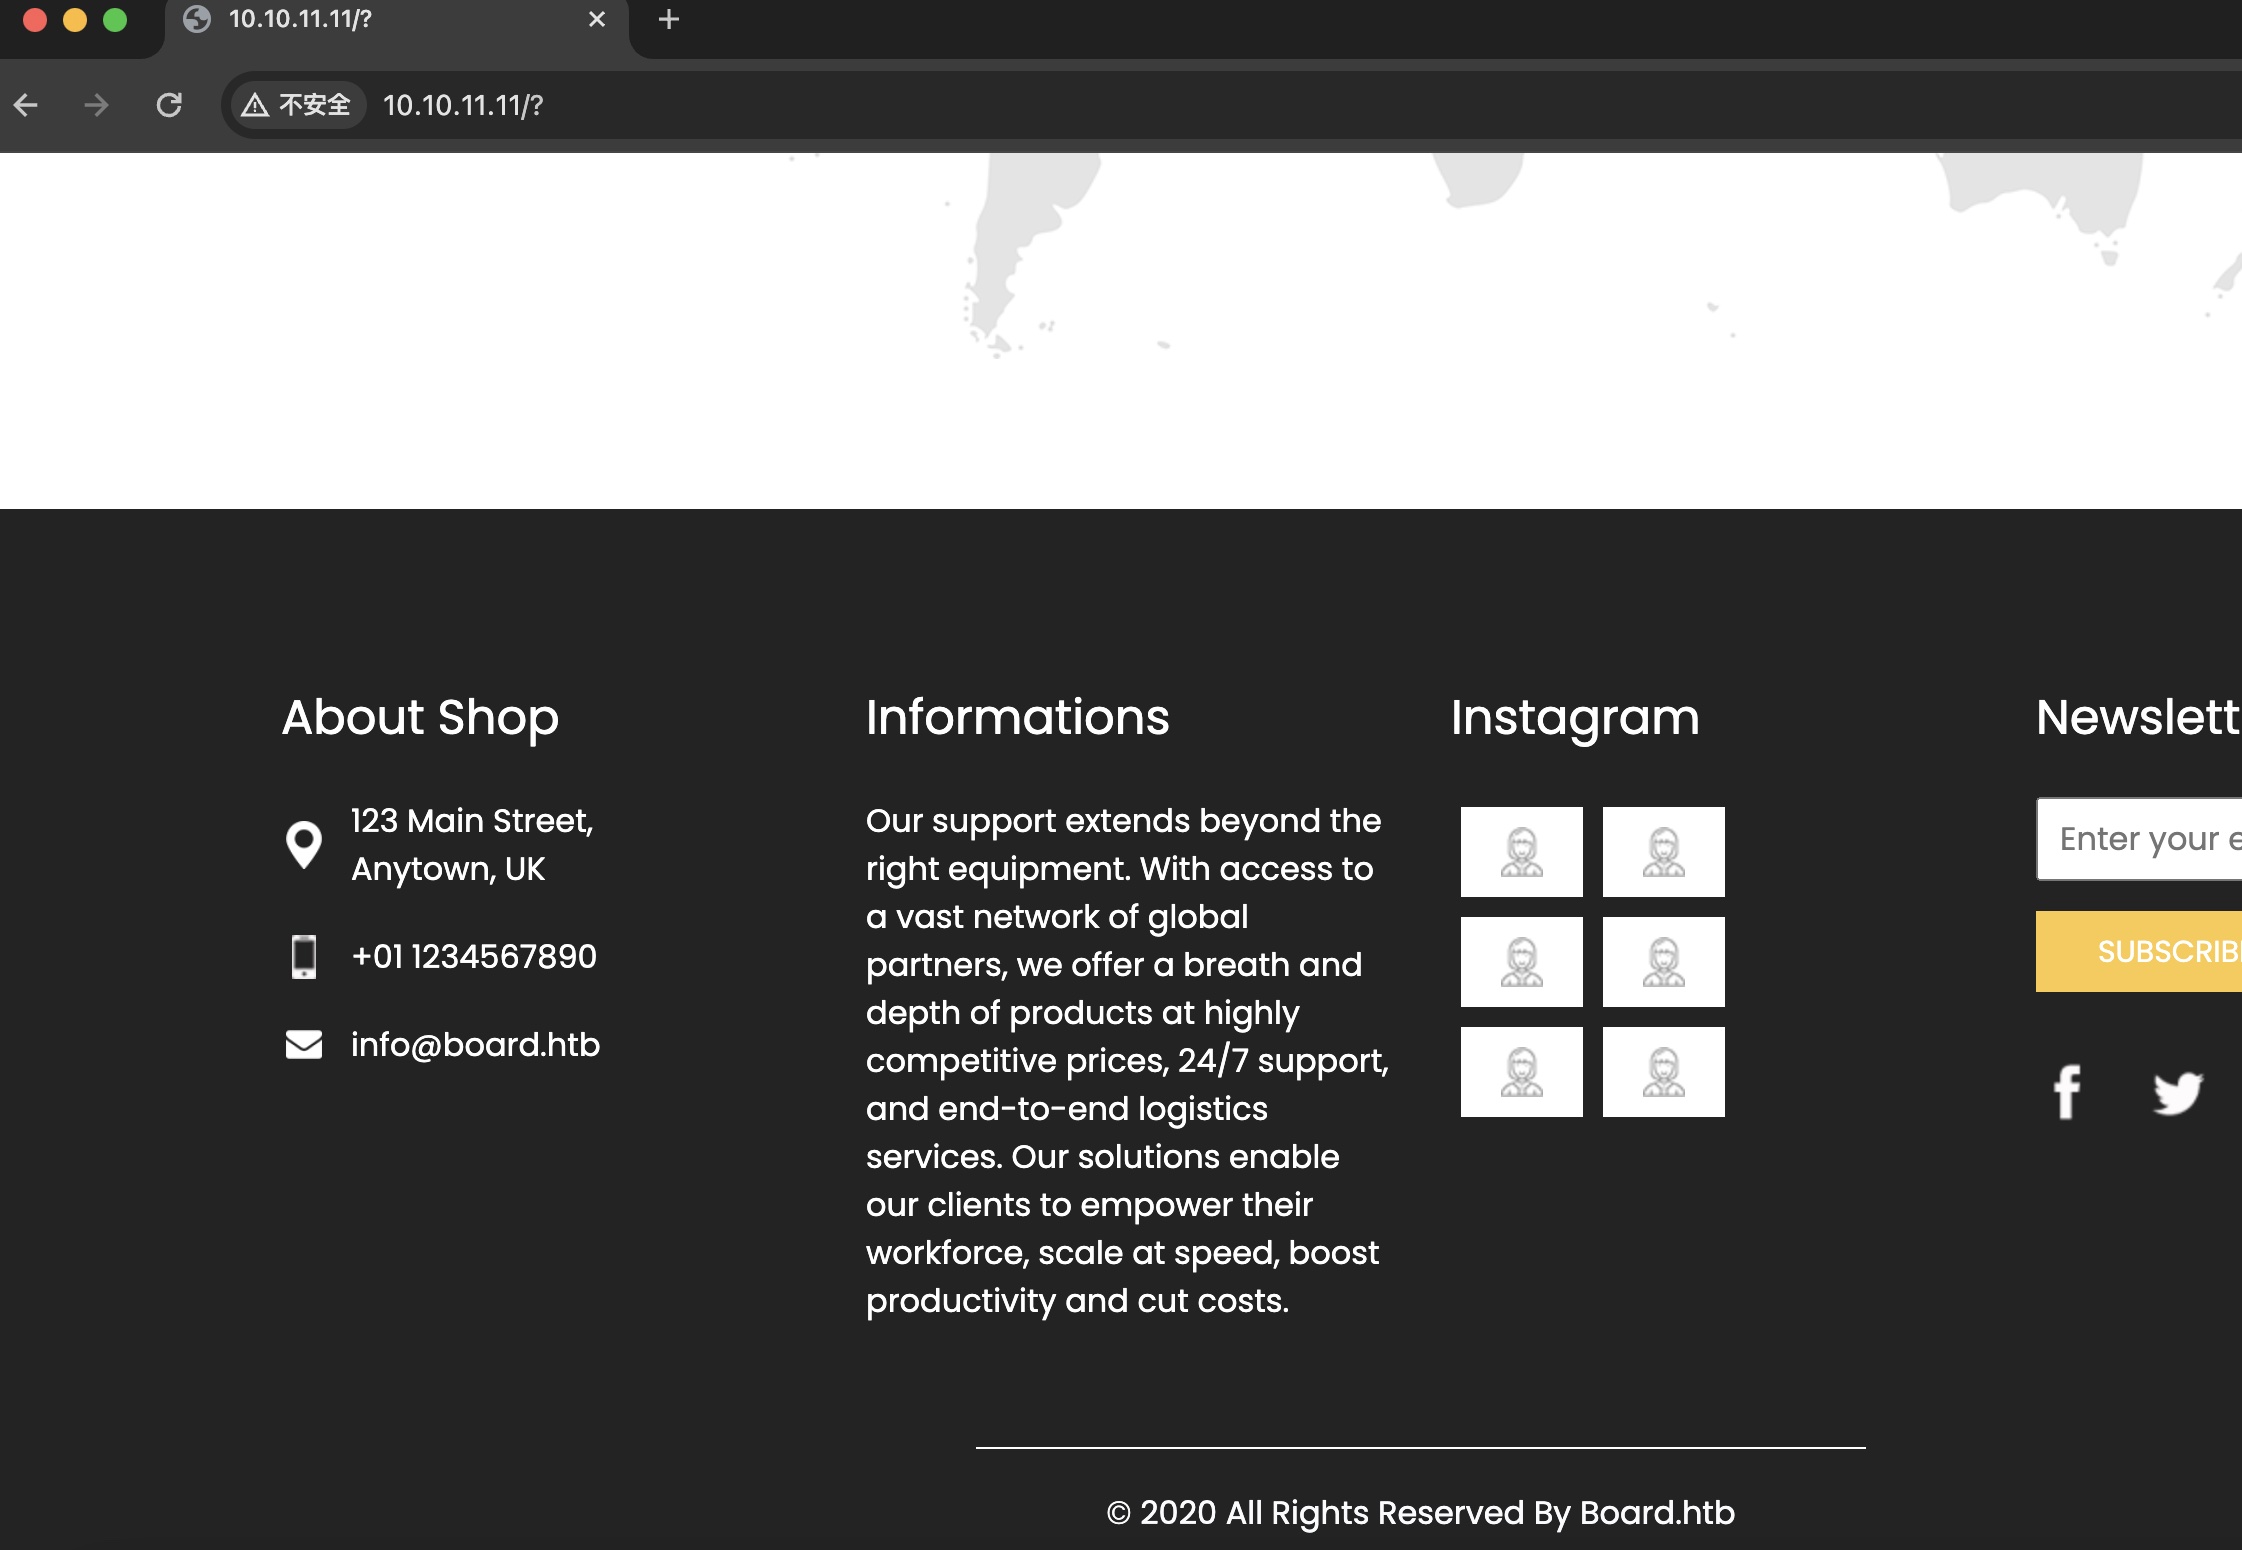 10.10.11.11/?
不安全 10.10.11.11/?
About Shop
123 Main Street,
Anytown, UK
+01 1234567890
info@board.htb
Informations
Our support extends beyond the
right equipment. With access to
a vast network of global
partners, we offer a breath and
depth of products at highly
competitive prices, 24/7 support,
and end-to-end logistics
services. Our solutions enable
our clients to empower their
workforce, scale at speed, boost
productivity and cut costs.
Instagram
Newslett
Enter your e
SUBSCRIB
© 2020 All Rights Reserved By Board.htb